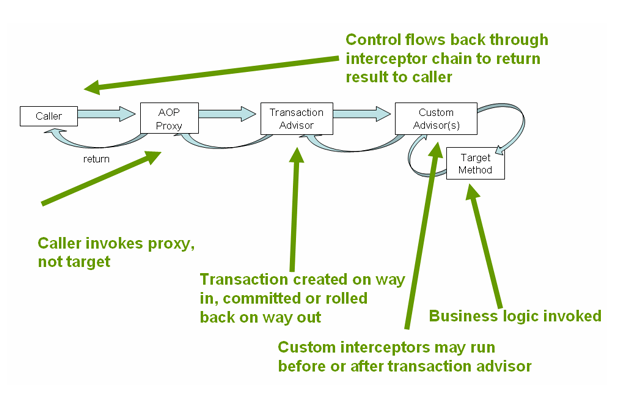 Control flows back through
interceptor chain to return
result to caller
Caller
AOP
Proxy
Transaction
Advisor
Custom
Advisor(s)
Target
Method
return
Caller invokes proxy,
not target
Transaction created on way
in, committed or rolled
back on way out
Business logic invoked
Custom interceptors may run
before or after transaction advisor